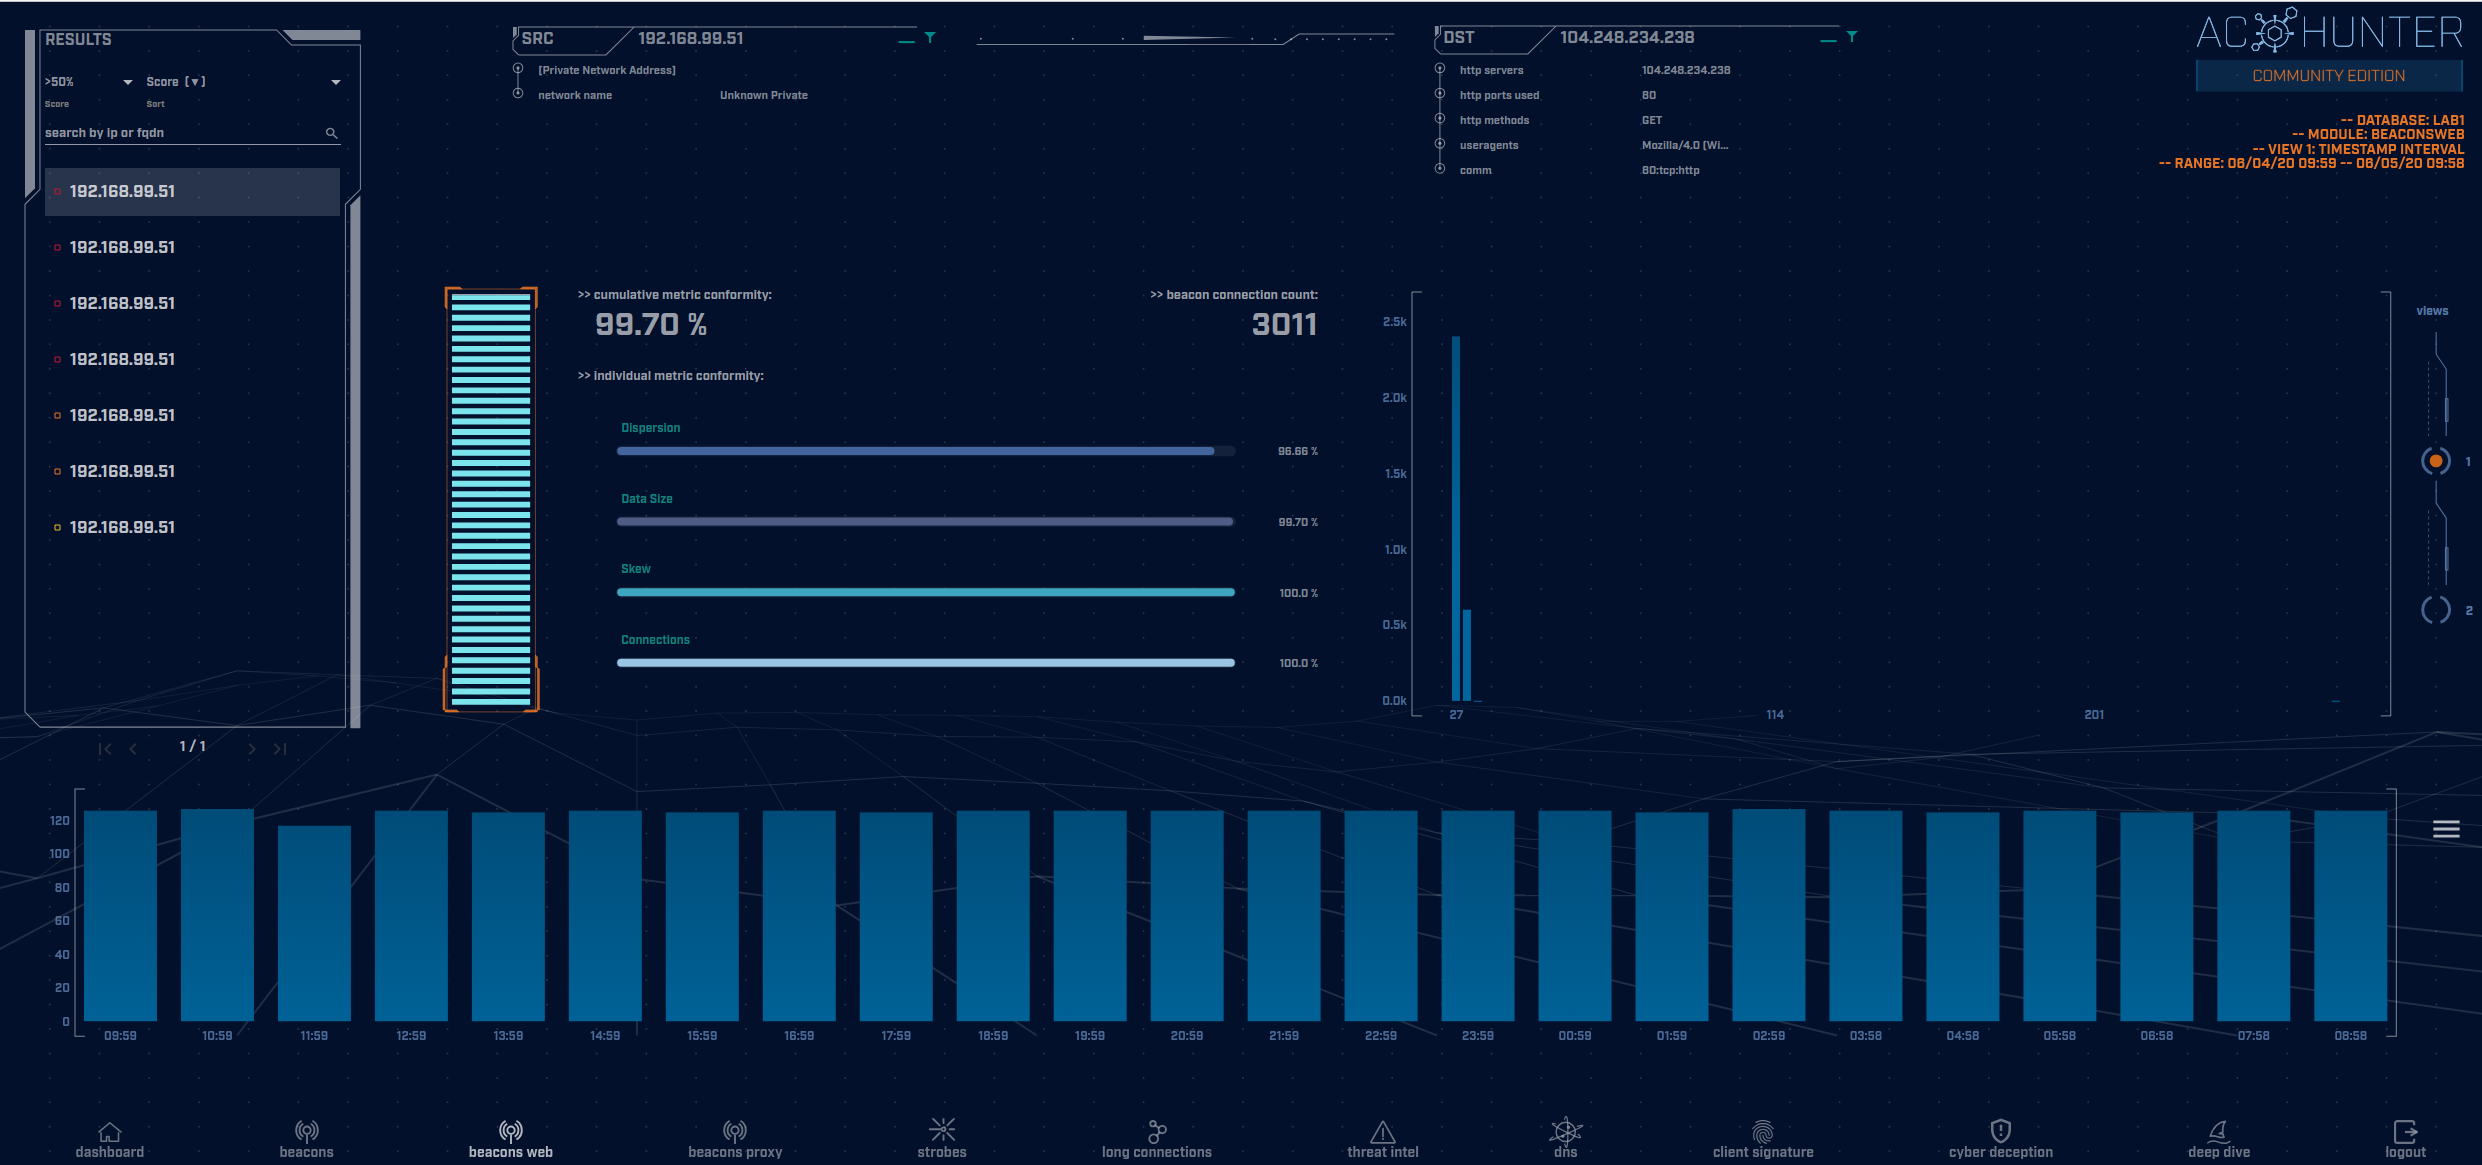 RESULTS
>50%
Score [▼]
Score
Sort
search by ip or fqdn
192.168.99.51
192.168.99.51
192.168.99.51
192.168.99.51
192.168.99.51
192.168.99.51
192.168.99.51
1 / 1
SRC 192.168.99.51
[Private Network Address]
network name Unknown Private
DST 104.248.234.238
http servers 104.248.234.238
http ports used 80
http methods GET
useragents Mozilla/4.0 (Wi...
comm 80:tcp:http
AC HUNTER
COMMUNITY EDITION
-- DATABASE: LAB1
-- MODULE: BEACONSWEB
-- VIEW 1: TIMESTAMP INTERVAL
-- RANGE: 06/04/20 09:59 -- 06/05/20 09:58
>> cumulative metric conformity:
99.70 %
>> beacon connection count:
3011
>> individual metric conformity:
Dispersion
96.66 %
Data Size
99.70 %
Skew
100.0 %
Connections
100.0 %
2.5k
2.0k
1.5k
1.0k
0.5k
0.0k
27 114 201
views
1
2
120
100
80
60
40
20
0
09:59 10:59 11:59 12:59 13:59 14:59 15:59 16:59 17:59 18:59 19:59 20:59 21:59 22:59 23:59 00:59 01:59 02:59 03:58 04:58 05:58 06:58 07:58 08:58
dashboard beacons beacons web beacons proxy strobes long connections threat intel dns client signature cyber deception deep dive logout